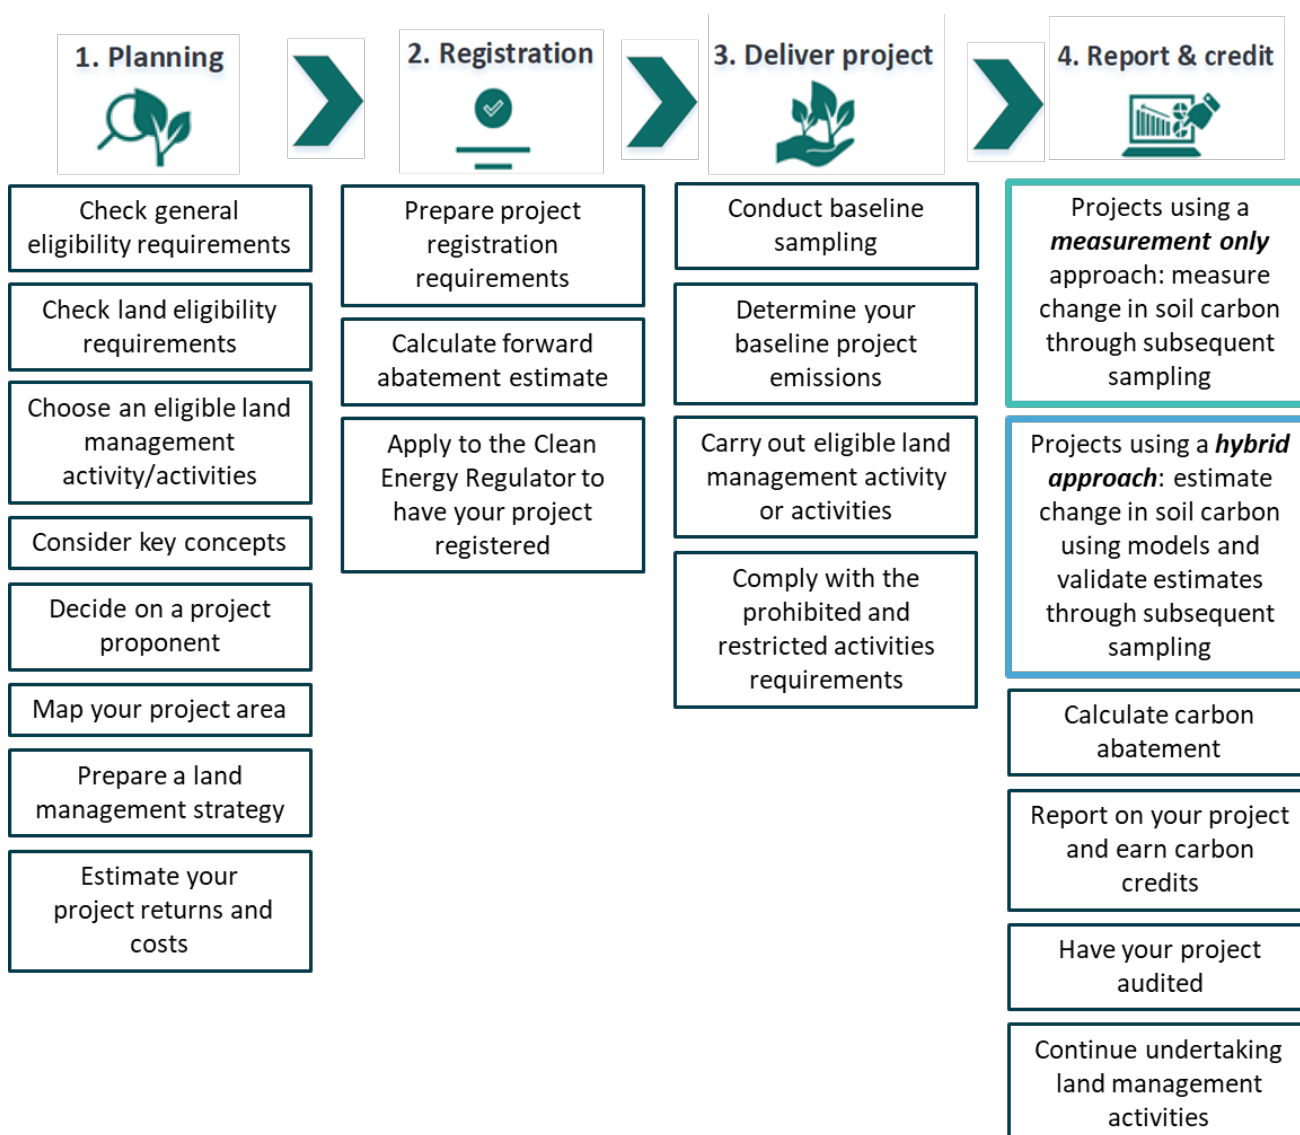 1. Planning
Check general
eligibility requirements
Check land eligibility
requirements
Choose an eligible land
management
activity/activities
Consider key concepts
Decide on a project
proponent
Map your project area
Prepare a land
management strategy
Estimate your
project returns and
costs
2. Registration
Prepare project
registration
requirements
Calculate forward
abatement estimate
Apply to the Clean
Energy Regulator to
have your project
registered
3. Deliver project
Conduct baseline
sampling
Determine your
baseline project
emissions
Carry out eligible land
management activity
or activities
Comply with the
prohibited and
restricted activities
requirements
4. Report & credit
Projects using a
measurement only
approach: measure
change in soil carbon
through subsequent
sampling
Projects using a hybrid
approach: estimate
change in soil carbon
using models and
validate estimates
through subsequent
sampling
Calculate carbon
abatement
Report on your project
and earn carbon
credits
Have your project
audited
Continue undertaking
land management
activities